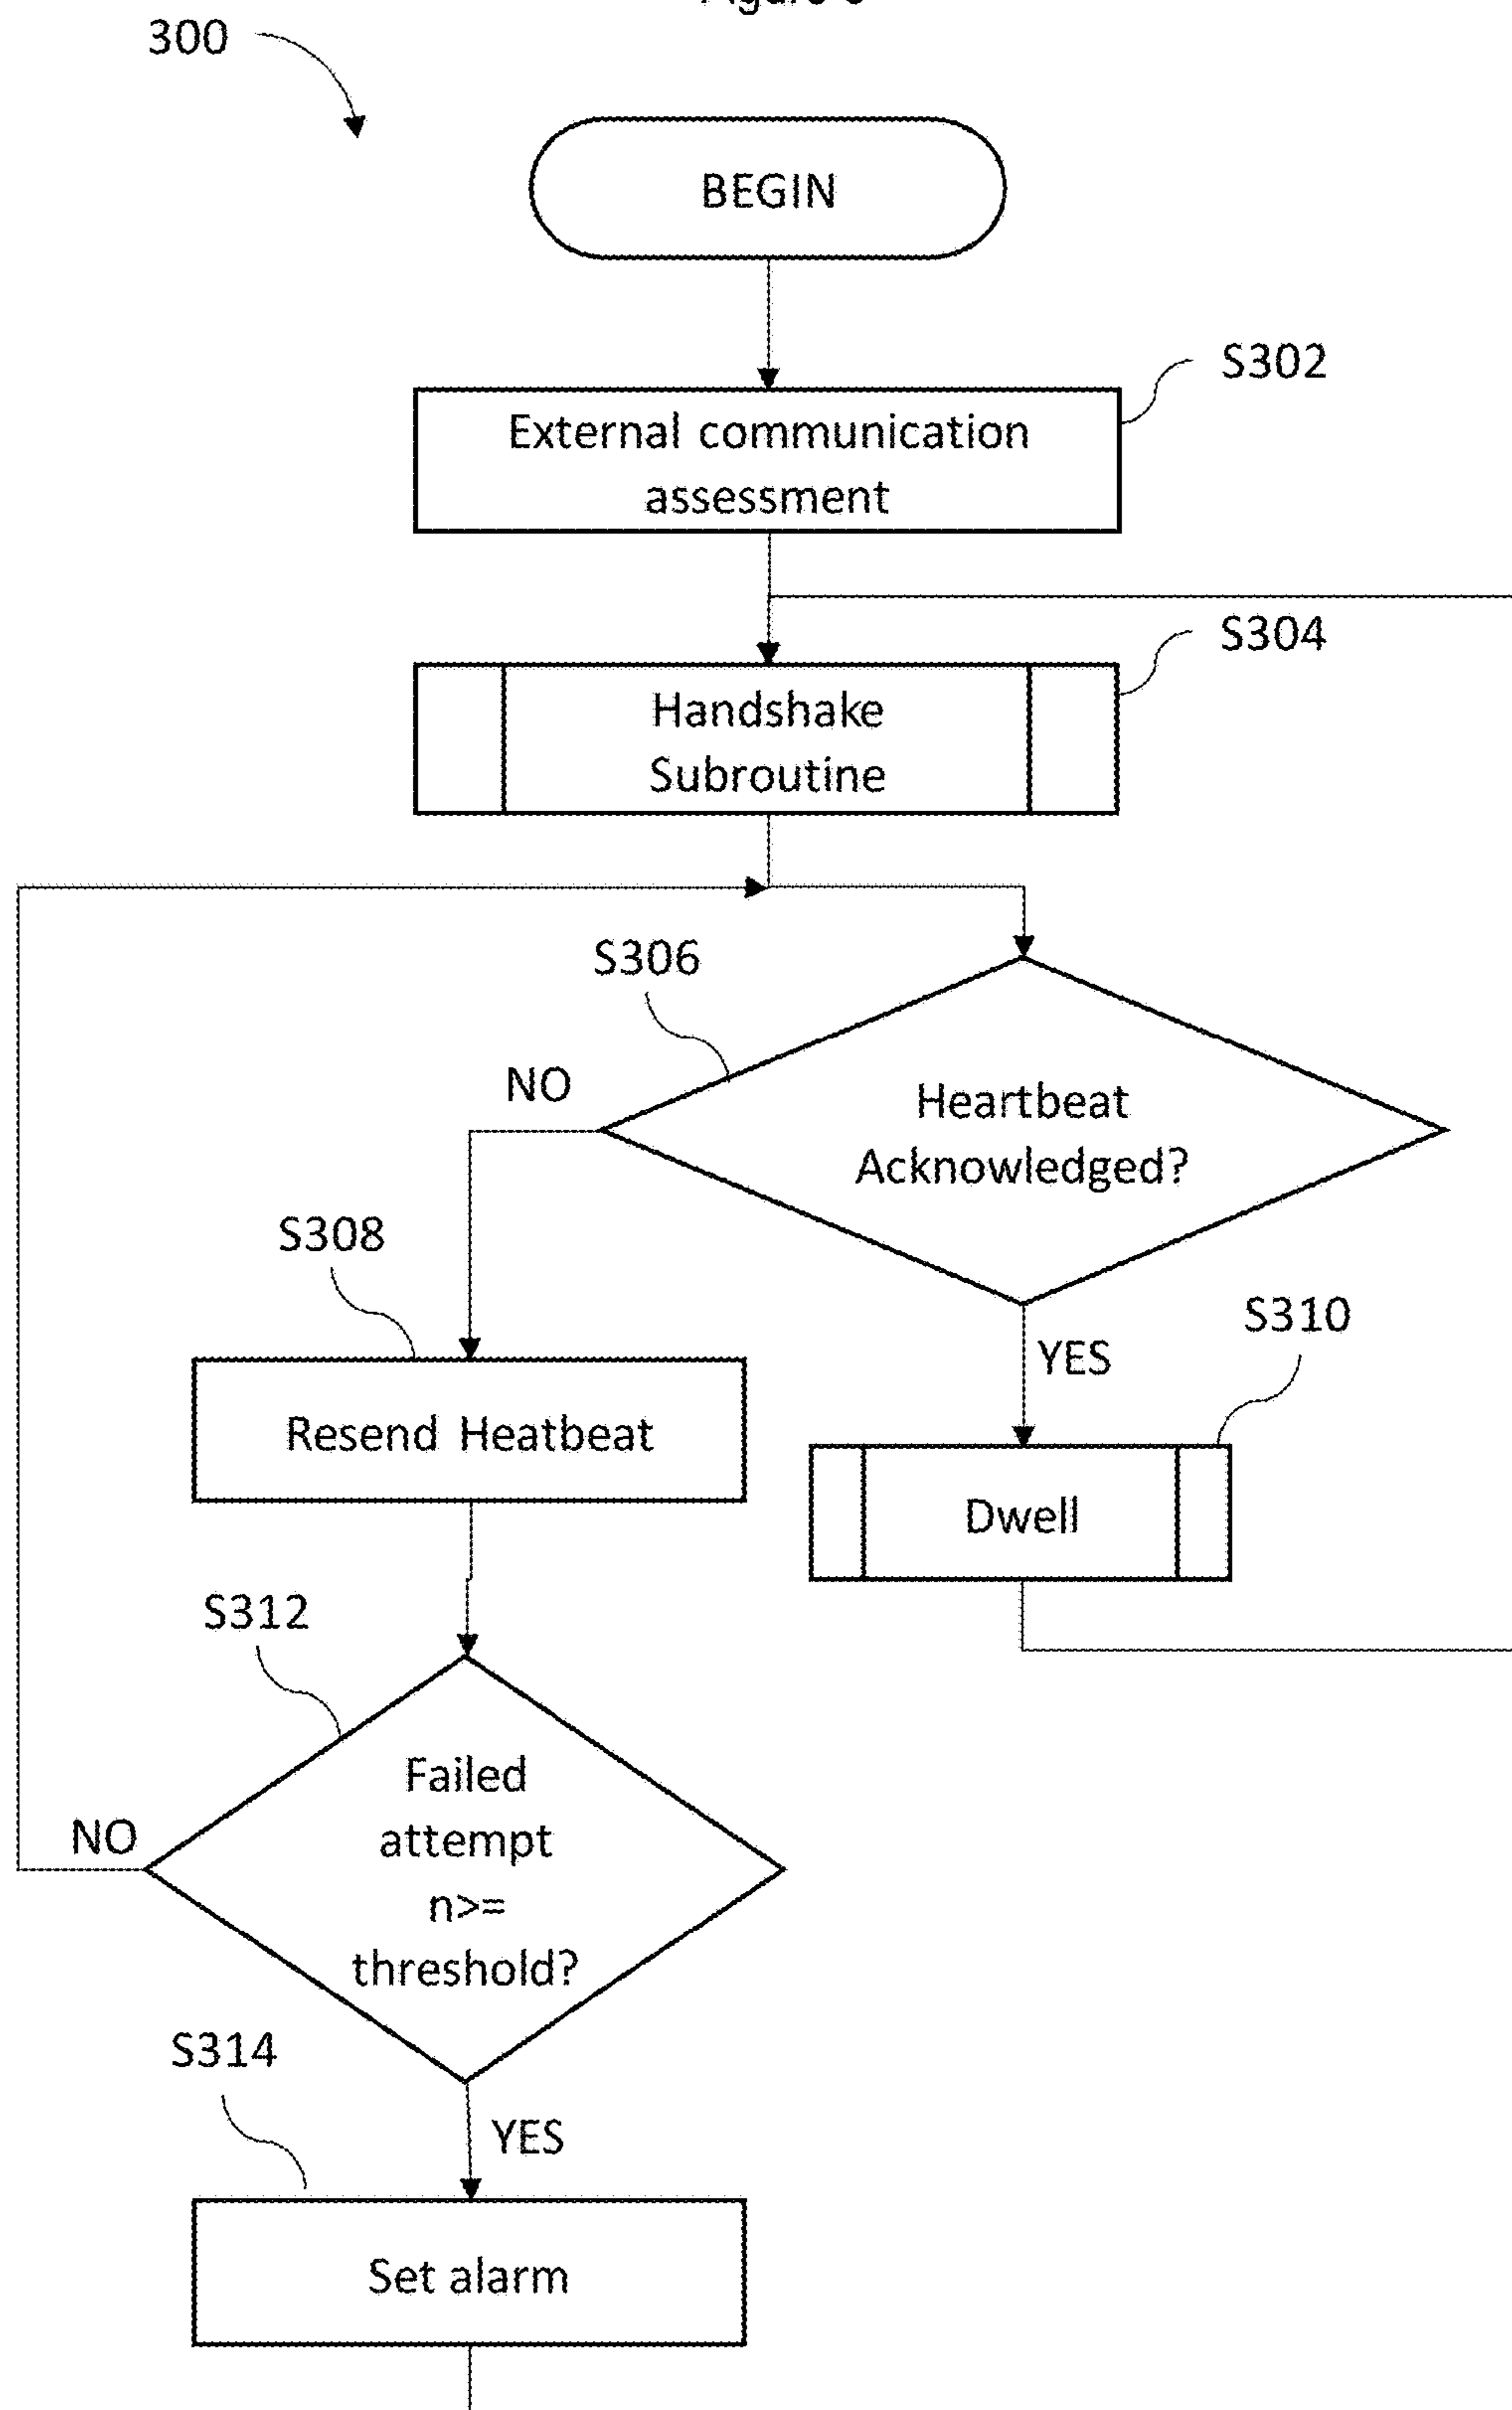 300
BEGIN
S302
External communication
assessment
S304
Handshake
Subroutine
S306
NO
Heartbeat
Acknowledged?
S308
S310
YES
Resend Heatbeat
Dwell
S312
Failed
attempt
NO
n>=
threshold?
S314
YES
Set alarm